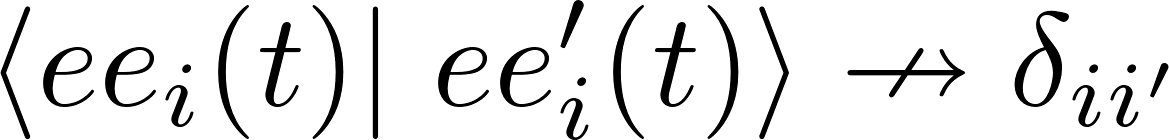 ⟨ee_i(t)| ee′_i(t)⟩ ↛ δ_{ii′}